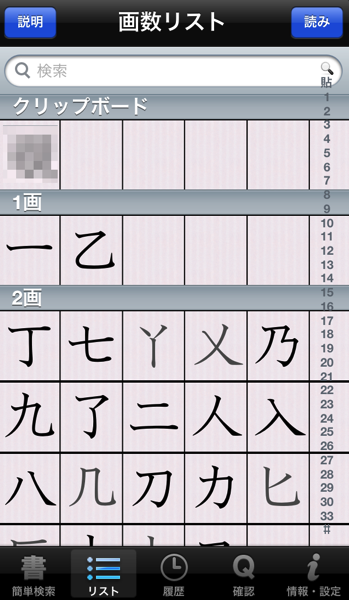 説明 画数リスト 読み
検索
貼
クリップボード
1
2
3
4
5
6
7
1画
8
9
一 乙
10
11
12
13
14
2画
15
16
丁 七 丫 乂 乃
17
18
19
20
21
九 了 二 人 入
22
23
24
25
26
八 几 刀 力 匕
27
28
29
30
33
#
書 Q i
簡単検索 リスト 履歴 確認 情報・設定